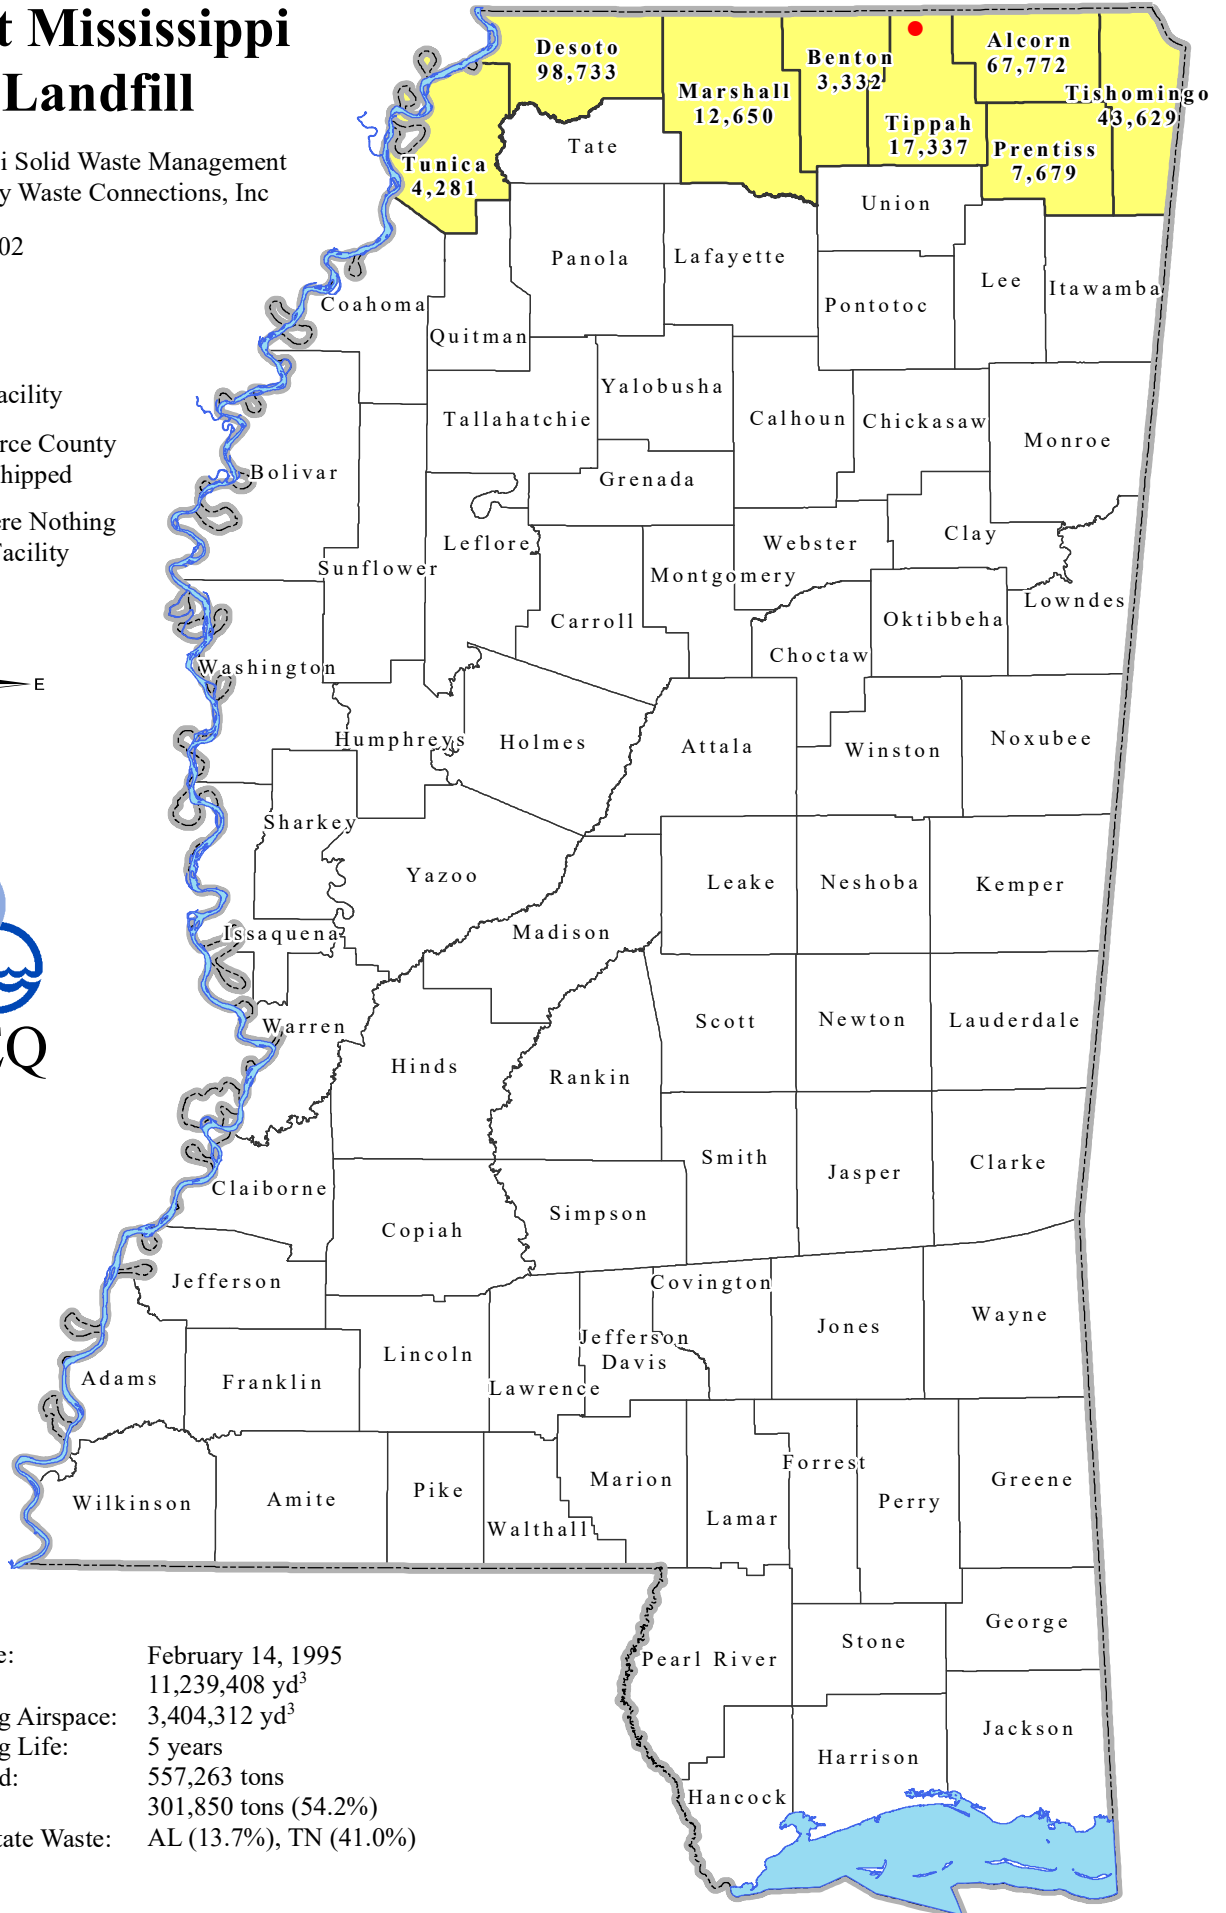 t Mississippi
Landfill
i Solid Waste Management
y Waste Connections, Inc
02
acility
rce County
hipped
ere Nothing
Facility
E
CQ
Desoto
98,733
Marshall
12,650
Benton
3,332
Tippah
17,337
Alcorn
67,772
Tishomingo
43,629
Prentiss
7,679
Tunica
4,281
Tate
Union
Panola
Lafayette
Pontotoc
Lee
Itawamba
Coahoma
Quitman
Yalobusha
Tallahatchie
Calhoun
Chickasaw
Monroe
Bolivar
Grenada
Leflore
Webster
Clay
Sunflower
Montgomery
Lowndes
Carroll
Oktibbeha
Choctaw
Washington
Humphreys
Holmes
Attala
Winston
Noxubee
Sharkey
Yazoo
Leake
Neshoba
Kemper
Issaquena
Madison
Warren
Scott
Newton
Lauderdale
Hinds
Rankin
Smith
Jasper
Clarke
Claiborne
Simpson
Copiah
Jefferson
Covington
Jones
Wayne
Jefferson
Davis
Lincoln
Adams
Franklin
Lawrence
Wilkinson
Amite
Pike
Walthall
Marion
Lamar
Forrest
Perry
Greene
Pearl River
Stone
George
Jackson
Harrison
Hancock
e: February 14, 1995
11,239,408 yd³
g Airspace: 3,404,312 yd³
g Life: 5 years
d: 557,263 tons
301,850 tons (54.2%)
tate Waste: AL (13.7%), TN (41.0%)